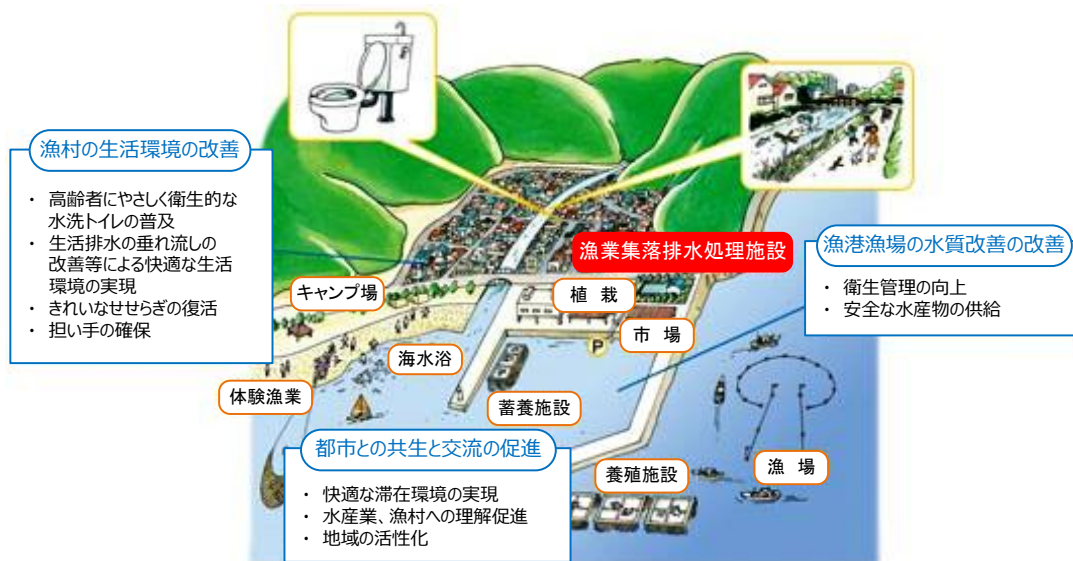 漁村の生活環境の改善
・ 高齢者にやさしく衛生的な
水洗トイレの普及
・ 生活排水の垂れ流しの
改善等による快適な生活
環境の実現
・ きれいなせせらぎの復活
・ 担い手の確保
漁業集落排水処理施設
漁港漁場の水質改善の改善
・ 衛生管理の向上
・ 安全な水産物の供給
キャンプ場
植 栽
市 場
P
海水浴
体験漁業
蓄養施設
都市との共生と交流の促進
・ 快適な滞在環境の実現
・ 水産業、漁村への理解促進
・ 地域の活性化
養殖施設
漁 場